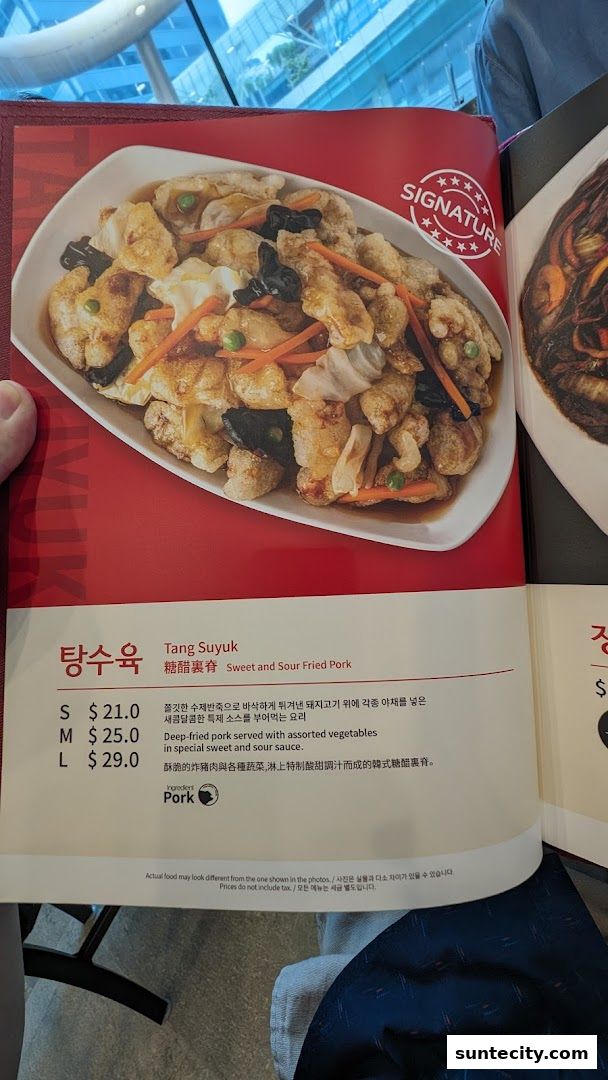 TANGSUYUK
SIGNATURE
탕수육
Tang Suyuk
糖醋裏脊 Sweet and Sour Fried Pork
S $ 21.0
M $ 25.0
L $ 29.0
쫄깃한 수제반죽으로 바삭하게 튀겨낸 돼지고기 위에 각종 야채를 넣은
새콤달콤한 특제 소스를 부어먹는 요리
Deep-fried pork served with assorted vegetables
in special sweet and sour sauce.
酥脆的炸豬肉與各種蔬菜,淋上特制酸甜調汁而成的韓式糖醋裏脊。
Ingredient
Pork
Actual food may look different from the one shown in the photos. / 사진은 실물과 다소 차이가 있을 수 있습니다.
Prices do not include tax. / 모든 메뉴는 세금 별도입니다.
$
suntecity.com